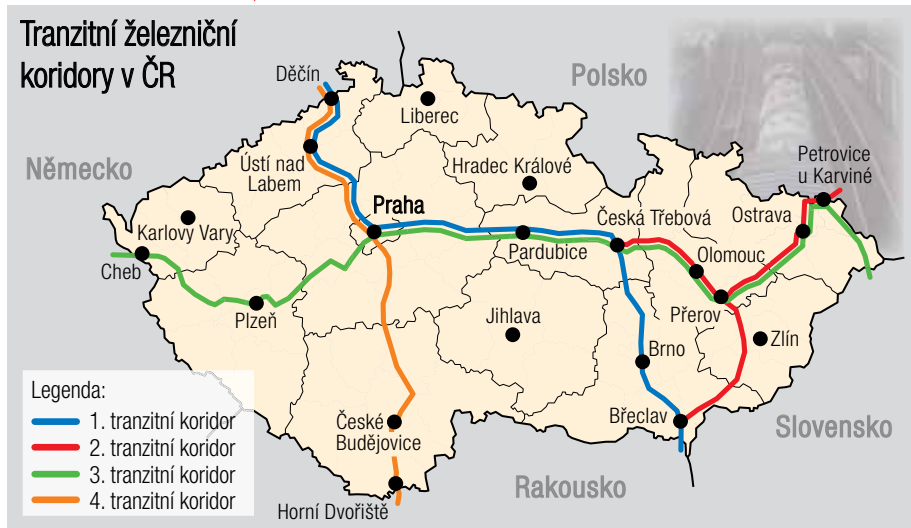 Tranzitní železniční
koridory v ČR
Děčín
Polsko
Liberec
Německo
Ústí nad
Labem
Hradec Králové
Petrovice
u Karviné
Praha
Karlovy Vary
Česká Třebová
Ostrava
Pardubice
Olomouc
Cheb
Plzeň
Přerov
Jihlava
Zlín
Brno
Legenda:
1. tranzitní koridor
2. tranzitní koridor
3. tranzitní koridor
4. tranzitní koridor
České
Budějovice
Břeclav
Slovensko
Rakousko
Horní Dvořiště